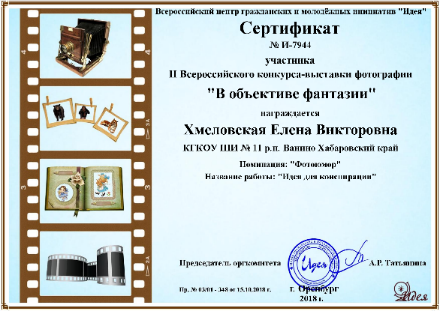 Всероссийский центр гражданских и молодёжных инициатив "Идея"
Сертификат
№ И-7944
участника
II Всероссийского конкурса-выставки фотографии
"В объективе фантазии"
награждается
Хмеловская Елена Викторовна
КГКОУ ШИ № 11 р.п. Ванино Хабаровский край
Номинация: "Фотоюмор"
Название работы: "Идея для конспирации"
Председатель оргкомитета
Идея
А.Р. Татьянина
Пр. № 03/01 - 348 от 15.10.2018 г.
г. Оренбург
2018 г.
Идея